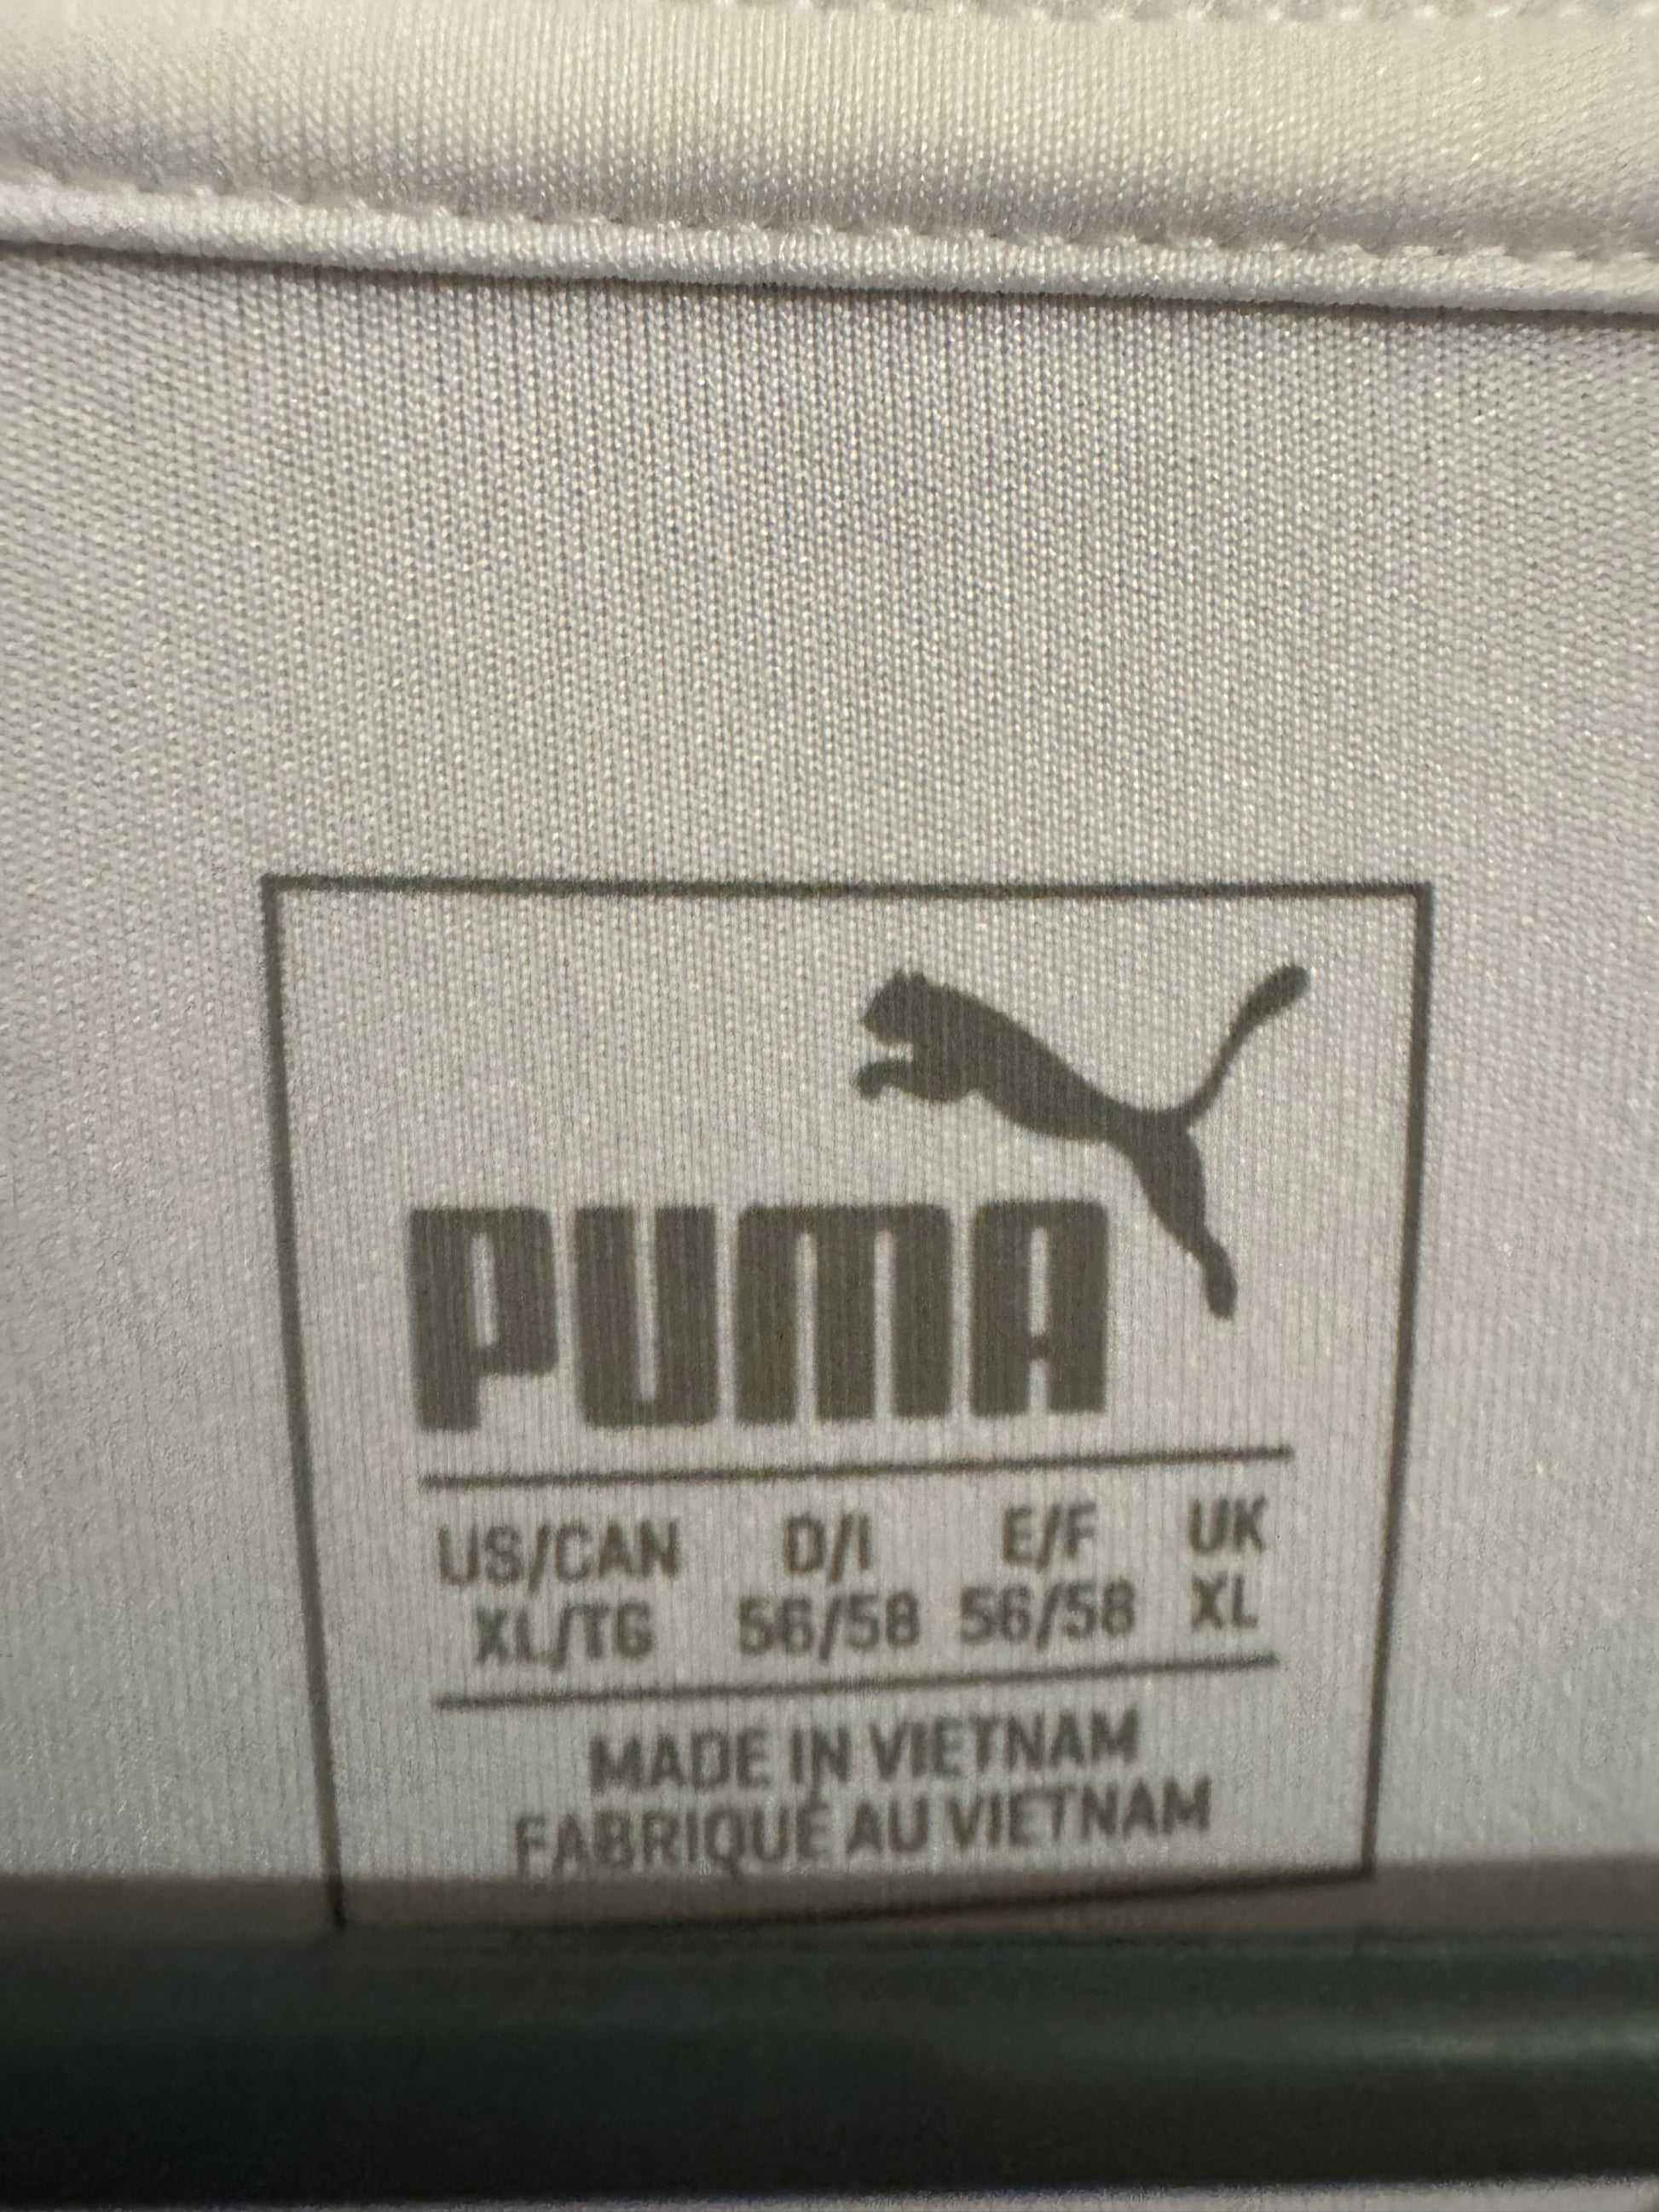 PUMA
US/CAN D/I E/F UK
XL/TG 56/58 56/58 XL
MADE IN VIETNAM
FABRIQUÉ AU VIETNAM